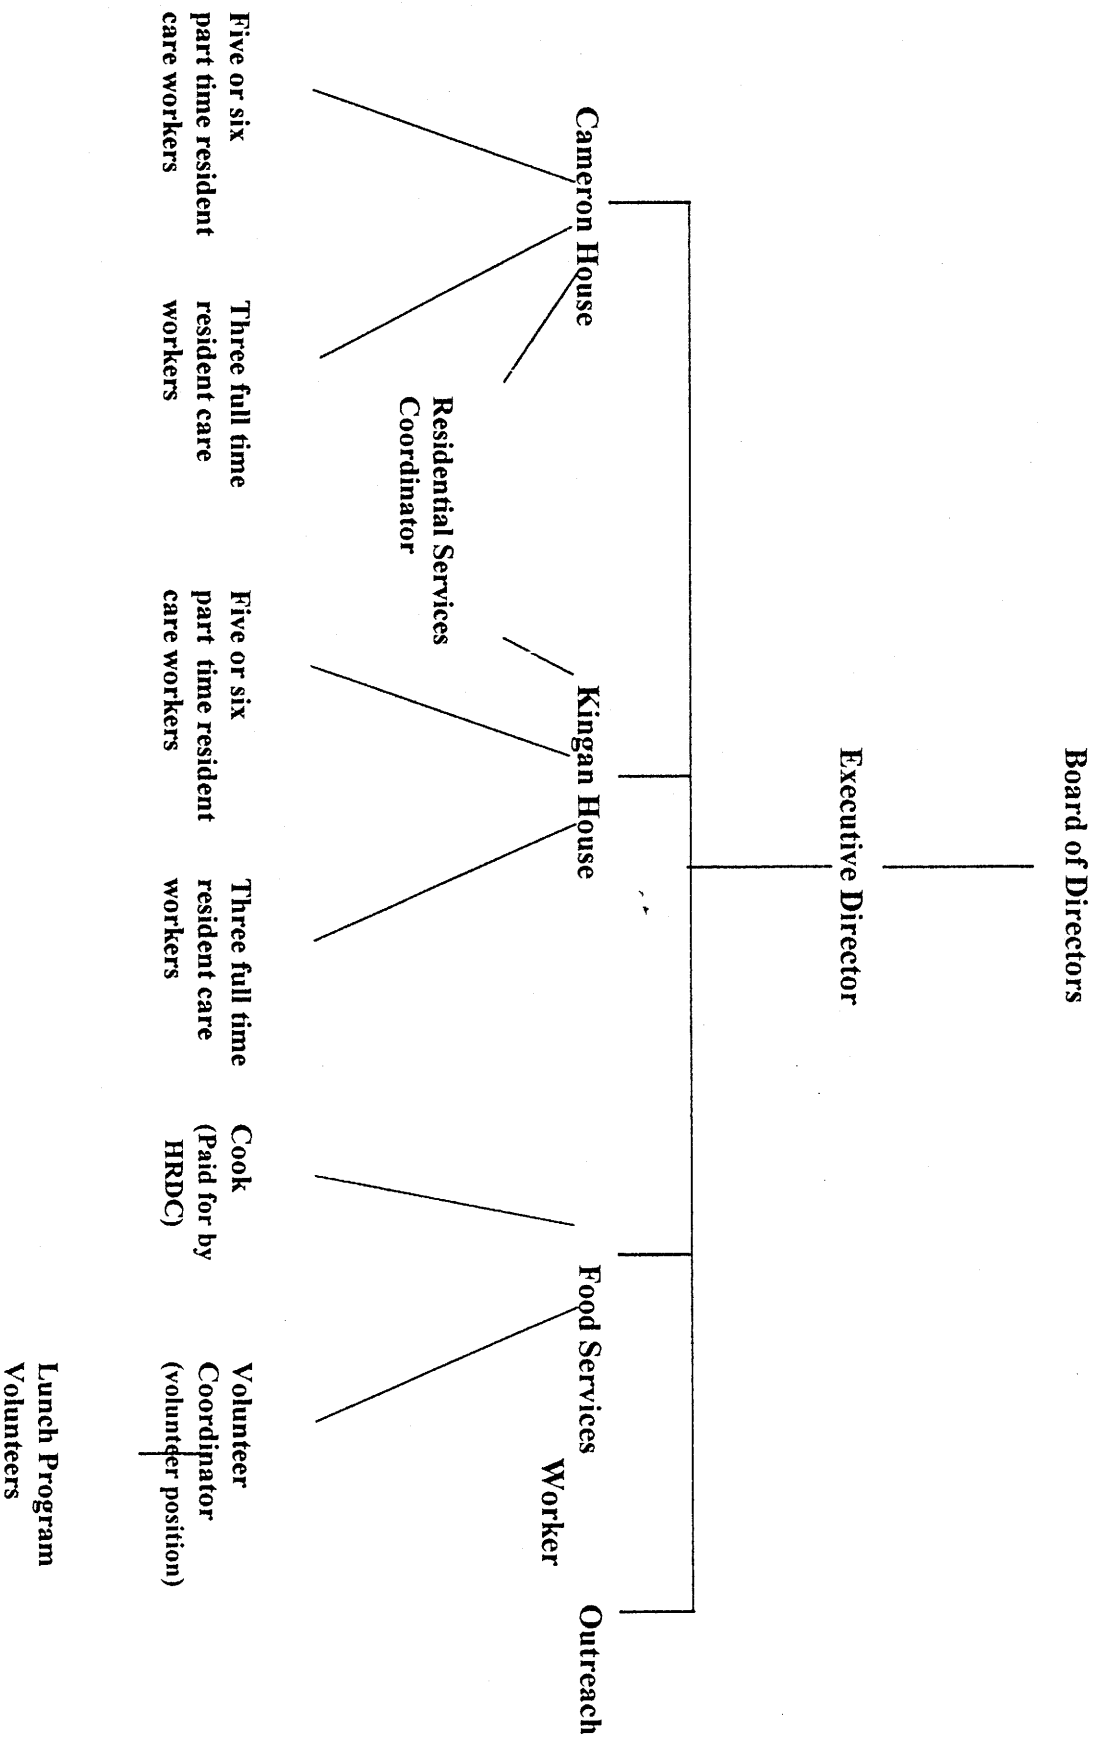 Board of Directors
Executive Director
Cameron House
Kingan House
Food Services
Outreach
Worker
Residential Services
Coordinator
Five or six
part time resident
care workers
Three full time
resident care
workers
Five or six
part time resident
care workers
Three full time
resident care
workers
Cook
(Paid for by
HRDC)
Volunteer
Coordinator
(volunteer position)
Lunch Program
Volunteers